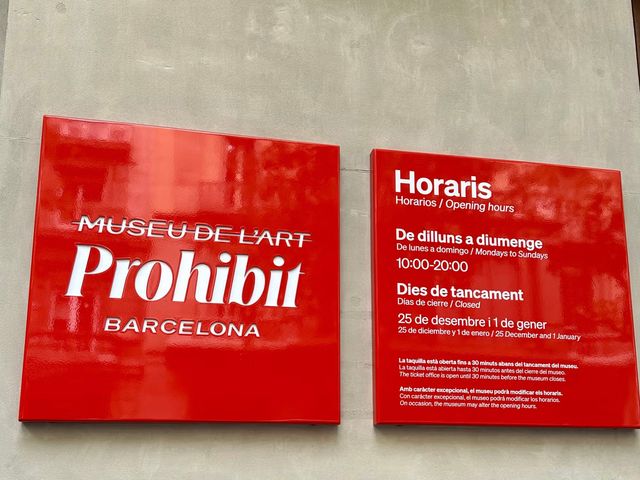 MUSEU DE L'ART
Prohibit
BARCELONA
Horaris
Horarios / Opening hours
De dilluns a diumenge
De lunes a domingo / Mondays to Sundays
10:00-20:00
Dies de tancament
Dias de cierre / Closed
25 de desembre i 1 de gener
25 de diciembre y 1 de enero / 25 December and 1 January
La taquilla està oberta fins a 30 minuts abans del tancament del museu.
La taquilla está abierta hasta 30 minutos antes del cierre del museo.
The ticket office is open until 30 minutes before the museum closes.
Amb caràcter excepcional, el museu podrà modificar els horaris.
Con carácter excepcional, el museo podrá modificar los horarios.
On occasion, the museum may alter the opening hours.